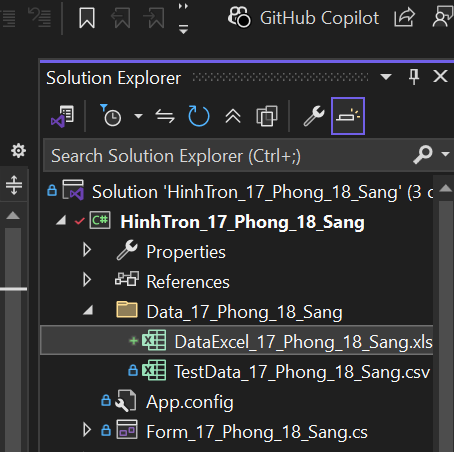 GitHub Copilot
Solution Explorer
Search Solution Explorer (Ctrl+;)
Solution 'HinhTron_17_Phong_18_Sang' (3 c
C# HinhTron_17_Phong_18_Sang
Properties
References
Data_17_Phong_18_Sang
DataExcel_17_Phong_18_Sang.xls
TestData_17_Phong_18_Sang.csv
App.config
Form_17_Phong_18_Sang.cs